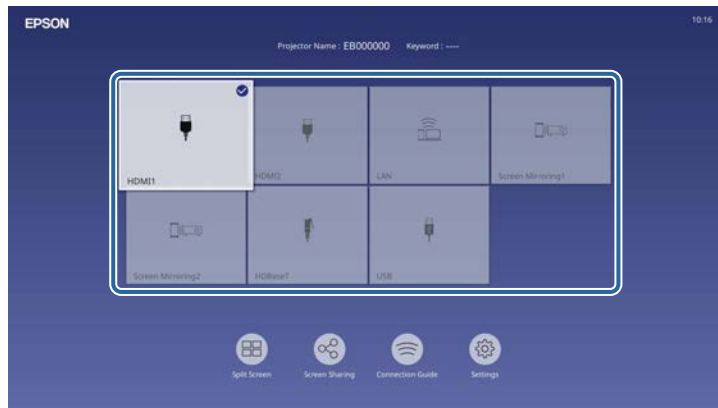 EPSON
10:16
Projector Name : EB000000 Keyword : ----
HDMI1
HDMI2
LAN
Screen Mirroring1
Screen Mirroring2
HDBaseT
USB
Split Screen
Screen Sharing
Connection Guide
Settings